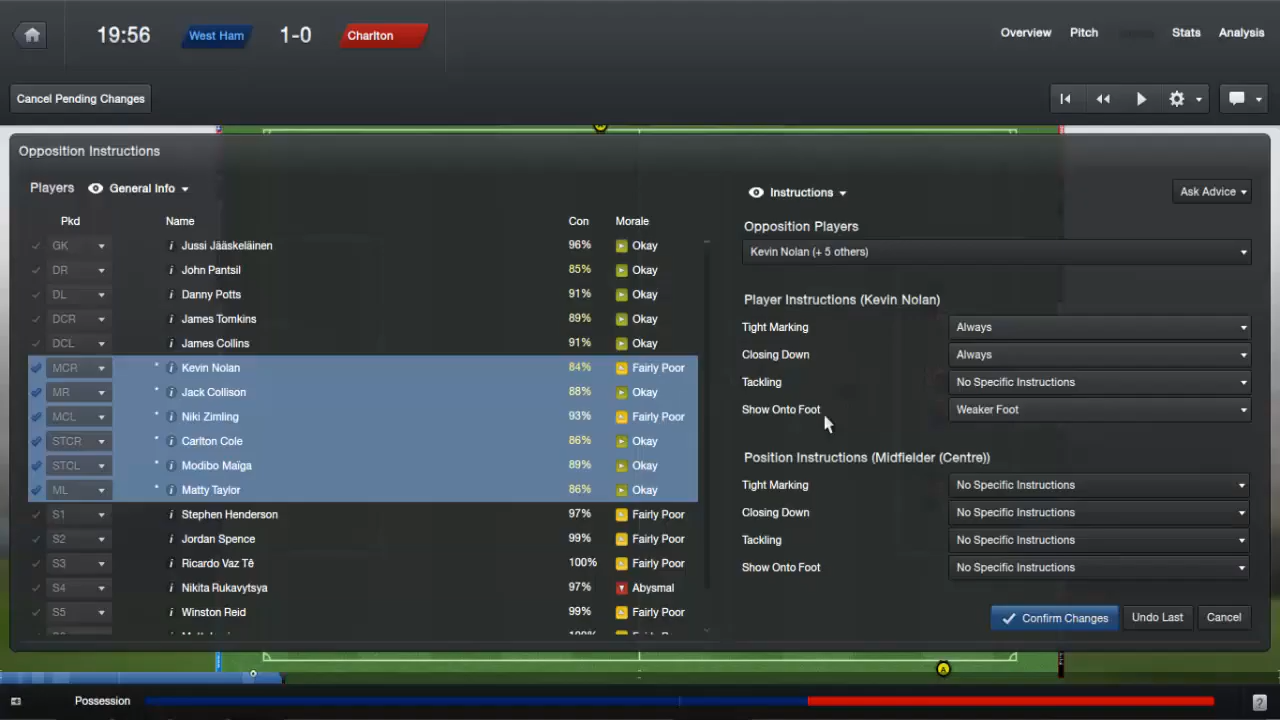 19:56 West Ham 1-0 Charlton
Overview Pitch Stats Analysis
Cancel Pending Changes
Opposition Instructions
Players General Info
Pkd Name Con Morale
GK i Jussi Jääskeläinen 96% Okay
DR i John Pantsil 85% Okay
DL i Danny Potts 91% Okay
DCR i James Tomkins 89% Okay
DCL i James Collins 91% Okay
MCR * i Kevin Nolan 84% Fairly Poor
MR * i Jack Collison 88% Okay
MCL * i Niki Zimling 93% Fairly Poor
STCR * i Carlton Cole 86% Okay
STCL * i Modibo Maïga 89% Okay
ML * i Matty Taylor 86% Okay
S1 i Stephen Henderson 97% Fairly Poor
S2 i Jordan Spence 99% Fairly Poor
S3 i Ricardo Vaz Tê 100% Fairly Poor
S4 i Nikita Rukavytsya 97% Abysmal
S5 i Winston Reid 99% Fairly Poor
Instructions
Ask Advice
Opposition Players
Kevin Nolan (+ 5 others)
Player Instructions (Kevin Nolan)
Tight Marking Always
Closing Down Always
Tackling No Specific Instructions
Show Onto Foot Weaker Foot
Position Instructions (Midfielder (Centre))
Tight Marking No Specific Instructions
Closing Down No Specific Instructions
Tackling No Specific Instructions
Show Onto Foot No Specific Instructions
Confirm Changes Undo Last Cancel
A
Possession
?